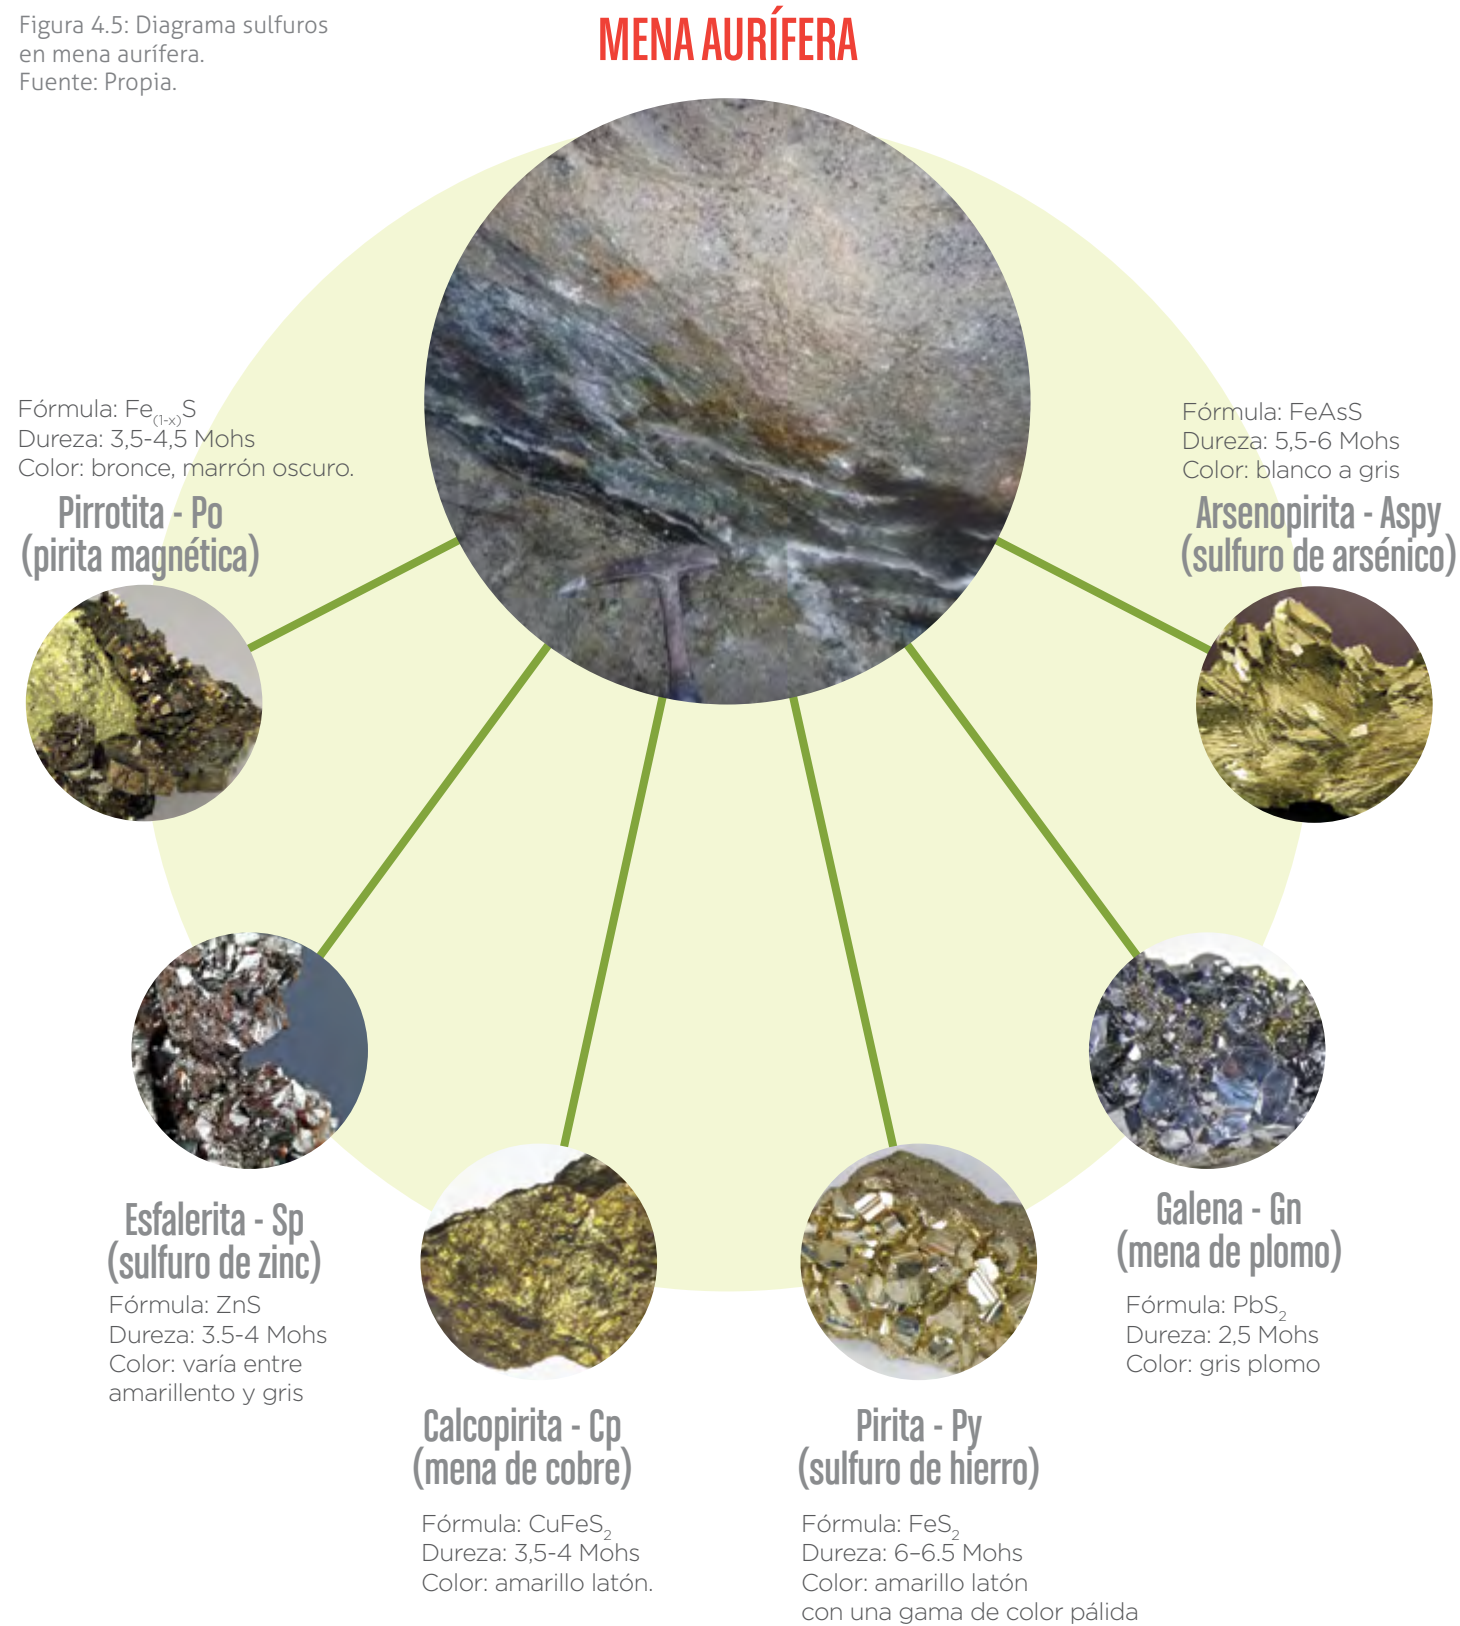 Figura 4.5: Diagrama sulfuros
en mena aurífera.
Fuente: Propia.
MENA AURÍFERA
Fórmula: Fe(1-x)S
Dureza: 3,5-4,5 Mohs
Color: bronce, marrón oscuro.
Pirrotita - Po
(pirita magnética)
Fórmula: FeAsS
Dureza: 5,5-6 Mohs
Color: blanco a gris
Arsenopirita - Aspy
(sulfuro de arsénico)
Esfalerita - Sp
(sulfuro de zinc)
Fórmula: ZnS
Dureza: 3.5-4 Mohs
Color: varía entre
amarillento y gris
Galena - Gn
(mena de plomo)
Fórmula: PbS2
Dureza: 2,5 Mohs
Color: gris plomo
Calcopirita - Cp
(mena de cobre)
Fórmula: CuFeS2
Dureza: 3,5-4 Mohs
Color: amarillo latón.
Pirita - Py
(sulfuro de hierro)
Fórmula: FeS2
Dureza: 6–6.5 Mohs
Color: amarillo latón
con una gama de color pálida